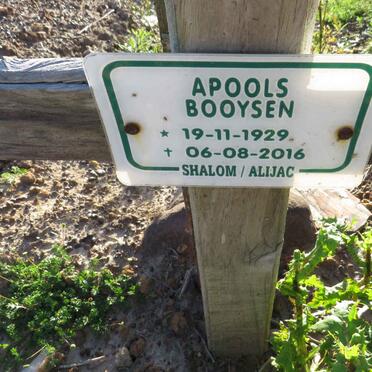 APOOLS
BOOYSEN
★ 19-11-1929
✝ 06-08-2016
SHALOM / ALIJAC